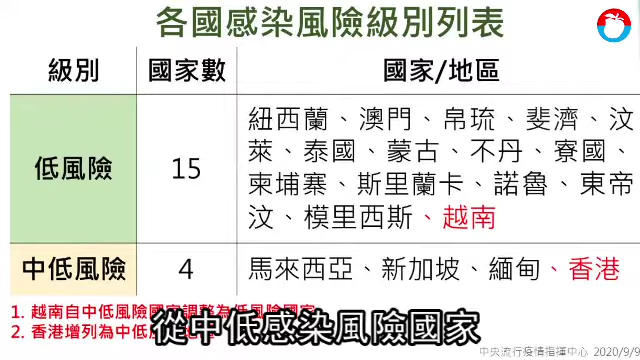 各國感染風險級別列表
級別 國家數 國家/地區
低風險 15 紐西蘭、澳門、帛琉、斐濟、汶
萊、泰國、蒙古、不丹、寮國、
柬埔寨、斯里蘭卡、諾魯、東帝
汶、模里西斯、越南
中低風險 4 馬來西亞、新加坡、緬甸、香港
1. 越南自中低風險國家調整為低風險國家
2. 香港增列為中低
從中低感染風險國家
中央流行疫情指揮中心 2020/9/9